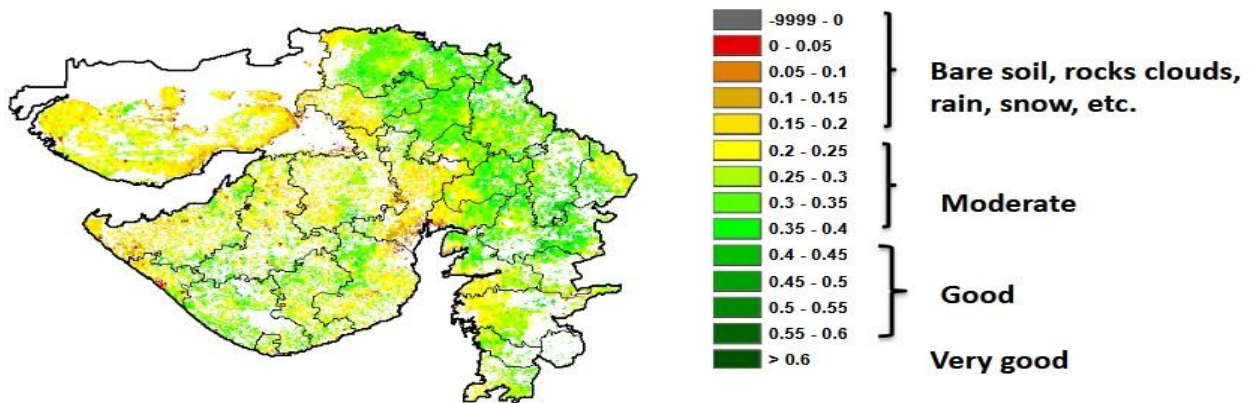 -9999 - 0
0 - 0.05
0.05 - 0.1
0.1 - 0.15
0.15 - 0.2
0.2 - 0.25
0.25 - 0.3
0.3 - 0.35
0.35 - 0.4
0.4 - 0.45
0.45 - 0.5
0.5 - 0.55
0.55 - 0.6
> 0.6
Bare soil, rocks clouds,
rain, snow, etc.
Moderate
Good
Very good